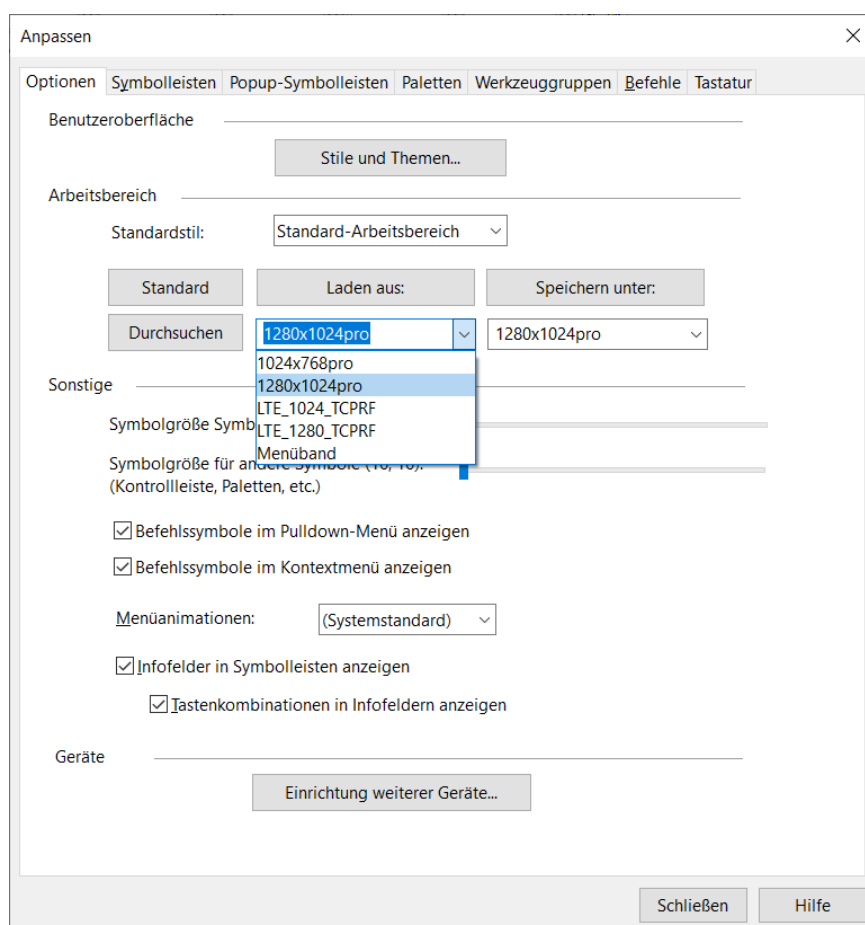 Anpassen
Optionen Symbolleisten Popup-Symbolleisten Paletten Werkzeuggruppen Befehle Tastatur
Benutzeroberfläche
Stile und Themen...
Arbeitsbereich
Standardstil: Standard-Arbeitsbereich
Standard Laden aus: Speichern unter:
Durchsuchen 1280x1024pro 1280x1024pro
1024x768pro
1280x1024pro
LTE_1024_TCPRF
LTE_1280_TCPRF
Menüband
Sonstige
Symbolgröße
Symbolgröße für andere Symbole
(Kontrollleiste, Paletten, etc.)
Befehlssymbole im Pulldown-Menü anzeigen
Befehlssymbole im Kontextmenü anzeigen
Menüanimationen: (Systemstandard)
Infofelder in Symbolleisten anzeigen
Tastenkombinationen in Infofeldern anzeigen
Geräte
Einrichtung weiterer Geräte...
Schließen Hilfe